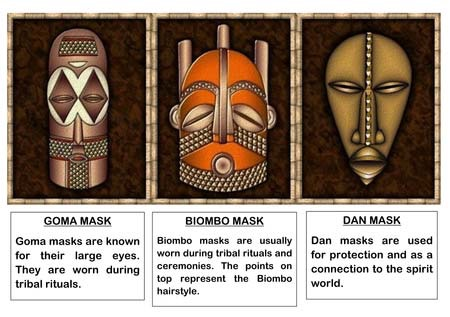 GOMA MASK
Goma masks are known
for their large eyes.
They are worn during
tribal rituals.
BIOMBO MASK
Biombo masks are usually
worn during tribal rituals and
ceremonies. The points on
top represent the Biombo
hairstyle.
DAN MASK
Dan masks are used
for protection and as a
connection to the spirit
world.